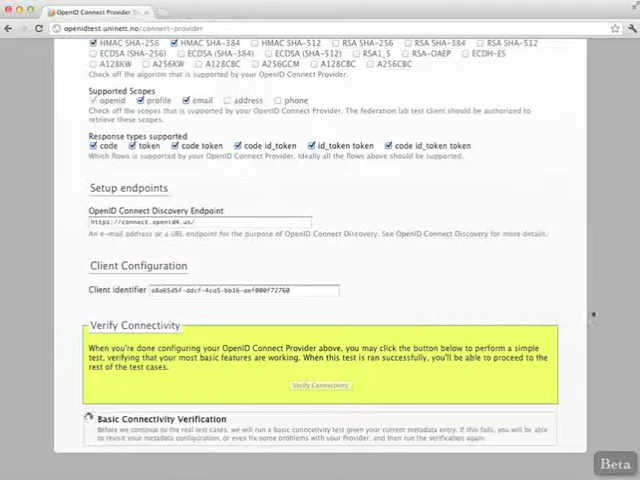 OpenID Connect Provider T
openidtest.uninett.no/connect-provider
HMAC SHA-256 HMAC SHA-384 HMAC SHA-512 RSA SHA-256 RSA SHA-384 RSA SHA-512
ECDSA (SHA-256) ECDSA (SHA-384) ECDSA (SHA-512) RSA1_5 RSA-OAEP ECDH-ES
A128KW A256KW A128CBC A256GCM A128CBC A256CBC
Check off the algoritm that is supported by your OpenID Connect Provider.
Supported Scopes
openid profile email address phone
Check off the scopes that is supported by your OpenID Connect Provider. The federation lab test client should be authorized to
retrieve these scopes.
Response types supported
code token code token code id_token id_token token code id_token token
Which flows is supported by your OpenID Connect Provider. Ideally all the flows above should be supported.
Setup endpoints
OpenID Connect Discovery Endpoint
https://connect.openid4.us/
An e-mail address or a URL endpoint for the purpose of OpenID Connect Discovery. See OpenID Connect Discovery for more details.
Client Configuration
Client identifier a8a65d5f-ddcf-4ca5-bb16-aef000f72760
Verify Connectivity
When you're done configuring your OpenID Connect Provider above, you may click the button below to perform a simple
test, verifying that your most basic features are working. When this test is ran successfully, you'll be able to proceed to the
rest of the test cases.
Verify Connectivity
Basic Connectivity Verification
Before we continue to the real test cases, we will run a basic connectivity test given your current metadata entry. If this fails, you will be able
to revisit your metadata configuration, or even fix some problems with your Provider, and then run the verification again.
Beta